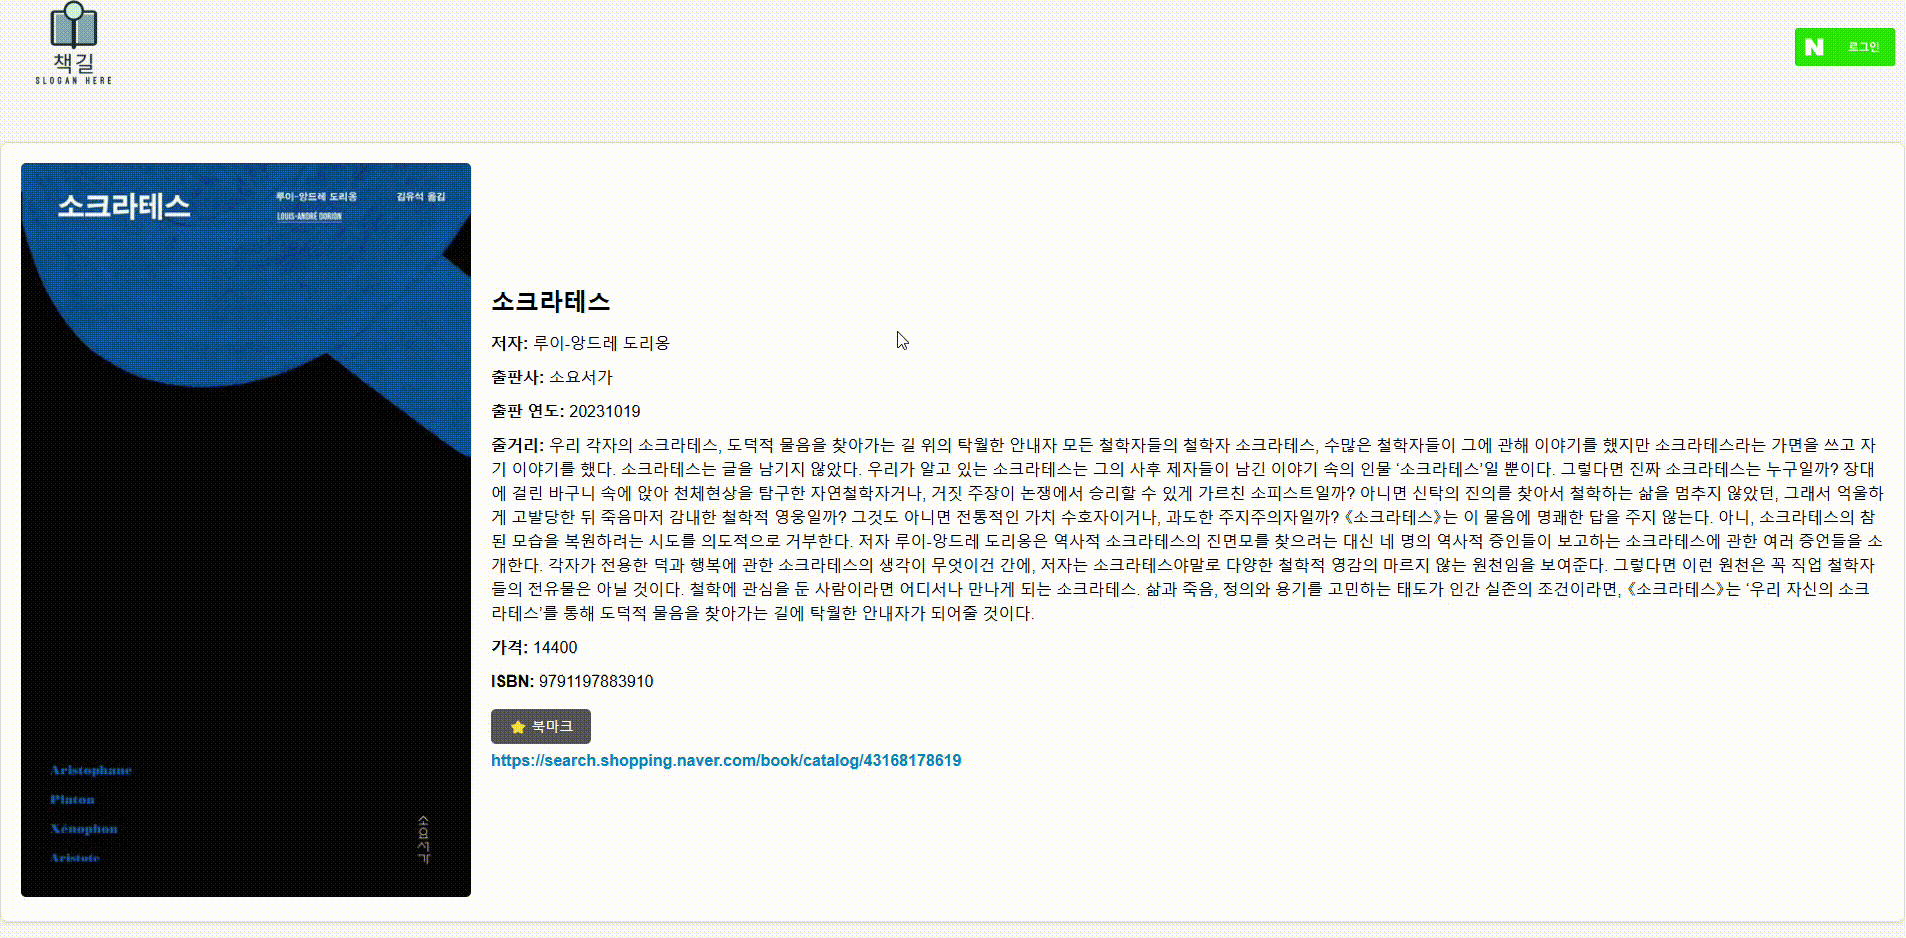 책길
SLOGAN HERE
N 로그인
소크라테스
루이-앙드레 도리옹
김유석 옮김
LOUIS-ANDRÉ DORION
Aristophane
Platon
Xénophon
Aristote
소요서가
소크라테스
저자: 루이-앙드레 도리옹
출판사: 소요서가
출판 연도: 20231019
줄거리: 우리 각자의 소크라테스, 도덕적 물음을 찾아가는 길 위의 탁월한 안내자 모든 철학자들의 철학자 소크라테스, 수많은 철학자들이 그에 관해 이야기를 했지만 소크라테스라는 가면을 쓰고 자
기 이야기를 했다. 소크라테스는 글을 남기지 않았다. 우리가 알고 있는 소크라테스는 그의 사후 제자들이 남긴 이야기 속의 인물 ‘소크라테스’일 뿐이다. 그렇다면 진짜 소크라테스는 누구일까? 장대
에 걸린 바구니 속에 앉아 천체현상을 탐구한 자연철학자거나, 거짓 주장이 논쟁에서 승리할 수 있게 가르친 소피스트일까? 아니면 신탁의 진의를 찾아서 철학하는 삶을 멈추지 않았던, 그래서 억울하
게 고발당한 뒤 죽음마저 감내한 철학적 영웅일까? 그것도 아니면 전통적인 가치 수호자이거나, 과도한 주지주의자일까? 《소크라테스》는 이 물음에 명쾌한 답을 주지 않는다. 아니, 소크라테스의 참
된 모습을 복원하려는 시도를 의도적으로 거부한다. 저자 루이-앙드레 도리옹은 역사적 소크라테스의 진면모를 찾으려는 대신 네 명의 역사적 증인들이 보고하는 소크라테스에 관한 여러 증언들을 소
개한다. 각자가 전용한 덕과 행복에 관한 소크라테스의 생각이 무엇이건 간에, 저자는 소크라테스야말로 다양한 철학적 영감의 마르지 않는 원천임을 보여준다. 그렇다면 이런 원천은 꼭 직업 철학자
들의 전유물은 아닐 것이다. 철학에 관심을 둔 사람이라면 어디서나 만나게 되는 소크라테스. 삶과 죽음, 정의와 용기를 고민하는 태도가 인간 실존의 조건이라면, 《소크라테스》는 ‘우리 자신의 소크
라테스’를 통해 도덕적 물음을 찾아가는 길에 탁월한 안내자가 되어줄 것이다.
가격: 14400
ISBN: 9791197883910
북마크
https://search.shopping.naver.com/book/catalog/43168178619